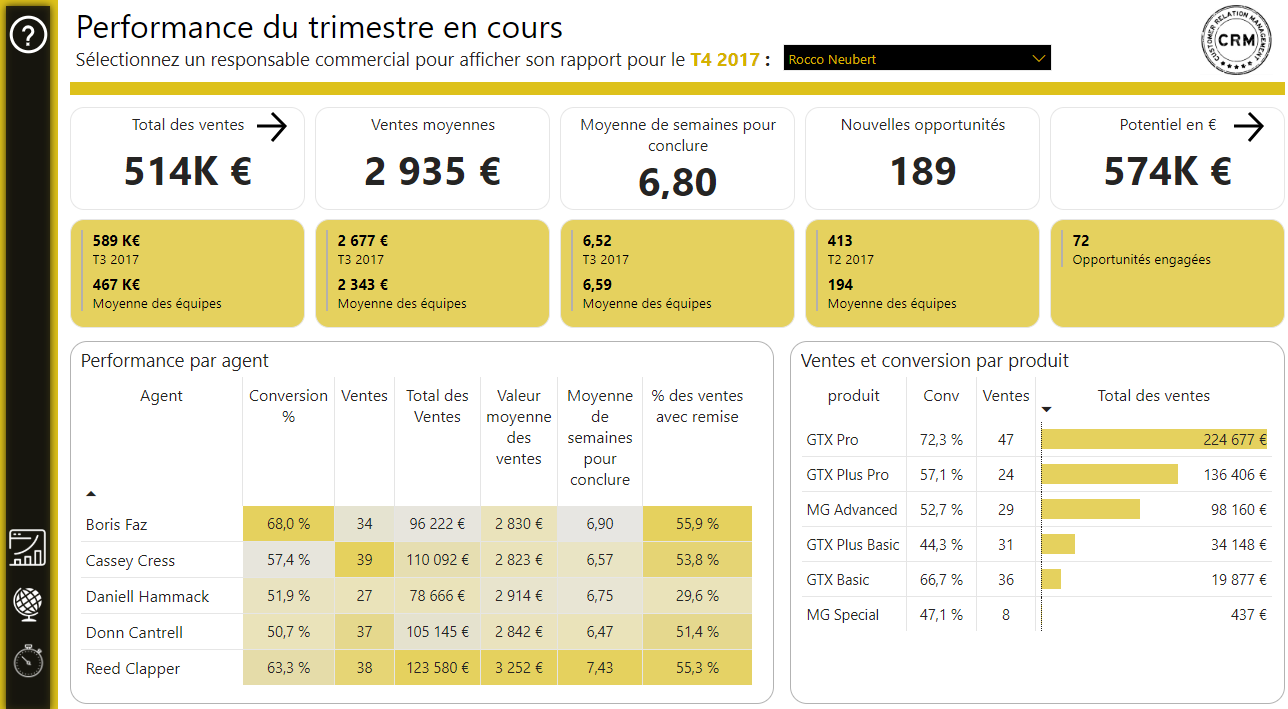 ?
Performance du trimestre en cours
Sélectionnez un responsable commercial pour afficher son rapport pour le T4 2017 :
Rocco Neubert
CUSTOMER RELATION MANAGEMENT
CRM
Total des ventes
514K €
Ventes moyennes
2 935 €
Moyenne de semaines pour
conclure
6,80
Nouvelles opportunités
189
Potentiel en €
574K €
589 K€
T3 2017
467 K€
Moyenne des équipes
2 677 €
T3 2017
2 343 €
Moyenne des équipes
6,52
T3 2017
6,59
Moyenne des équipes
413
T2 2017
194
Moyenne des équipes
72
Opportunités engagées
Performance par agent
Agent
Conversion
%
Ventes
Total des
Ventes
Valeur
moyenne
des
ventes
Moyenne
de
semaines
pour
conclure
% des ventes
avec remise
Boris Faz 68,0 % 34 96 222 € 2 830 € 6,90 55,9 %
Cassey Cress 57,4 % 39 110 092 € 2 823 € 6,57 53,8 %
Daniell Hammack 51,9 % 27 78 666 € 2 914 € 6,75 29,6 %
Donn Cantrell 50,7 % 37 105 145 € 2 842 € 6,47 51,4 %
Reed Clapper 63,3 % 38 123 580 € 3 252 € 7,43 55,3 %
Ventes et conversion par produit
produit Conv Ventes Total des ventes
GTX Pro 72,3 % 47 224 677 €
GTX Plus Pro 57,1 % 24 136 406 €
MG Advanced 52,7 % 29 98 160 €
GTX Plus Basic 44,3 % 31 34 148 €
GTX Basic 66,7 % 36 19 877 €
MG Special 47,1 % 8 437 €